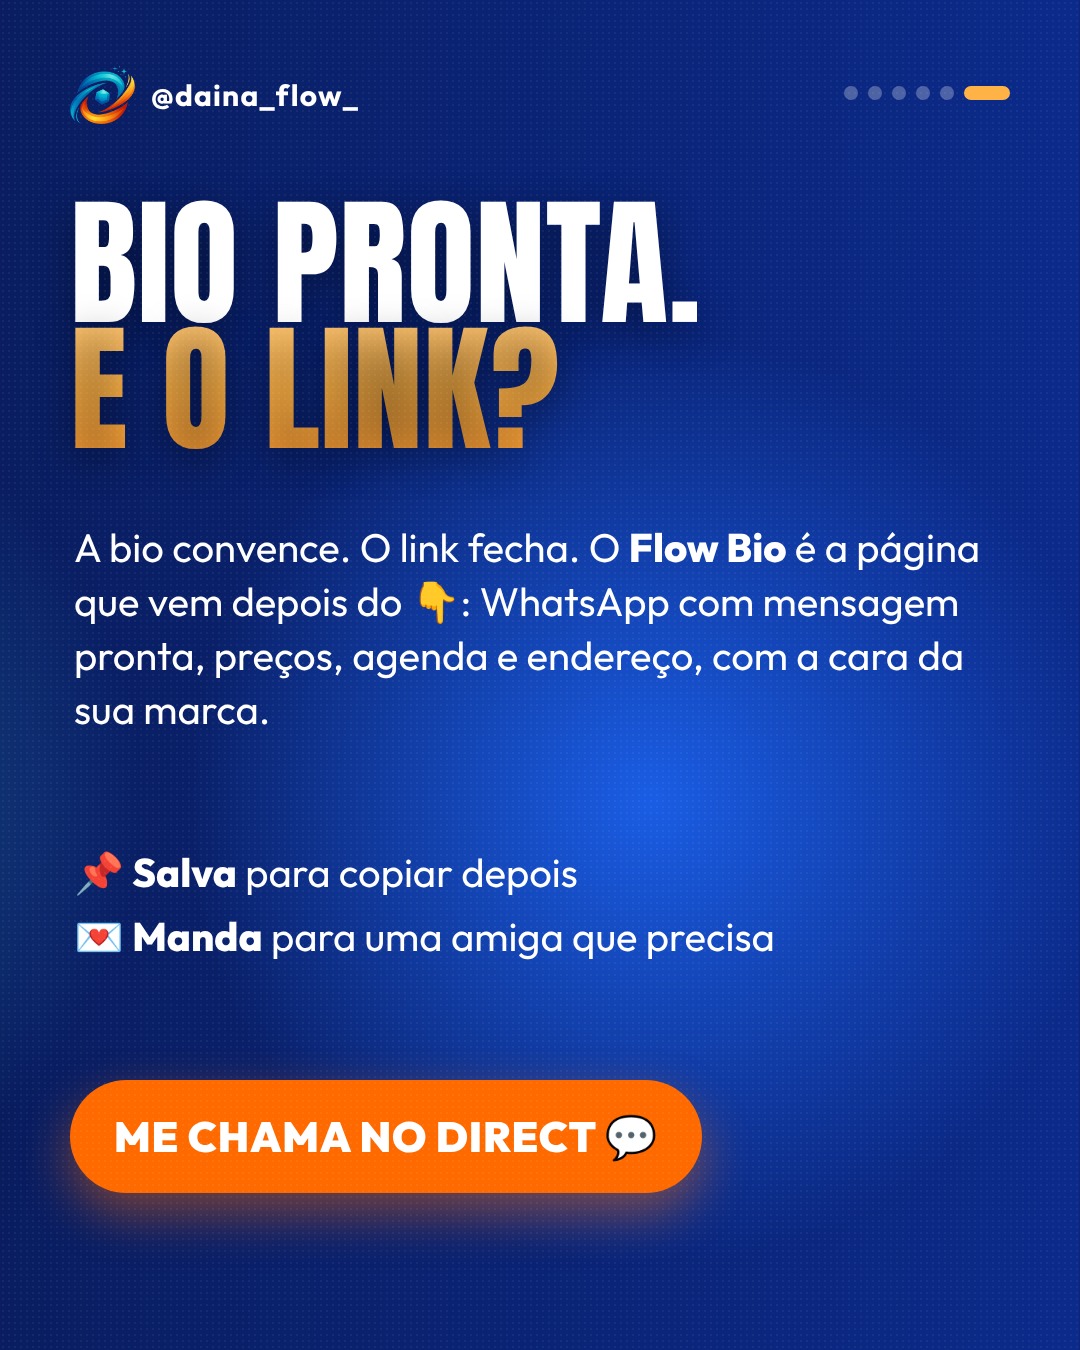 @daina_flow_
BIO PRONTA.
E O LINK?
A bio convence. O link fecha. O Flow Bio é a página
que vem depois do 👇: WhatsApp com mensagem
pronta, preços, agenda e endereço, com a cara da
sua marca.
📌 Salva para copiar depois
💌 Manda para uma amiga que precisa
ME CHAMA NO DIRECT 💬